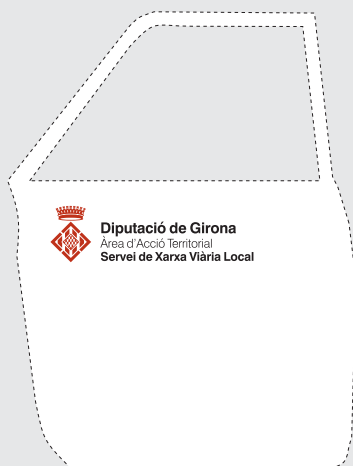 Diputació de Girona
Àrea d'Acció Territorial
Servei de Xarxa Viària Local